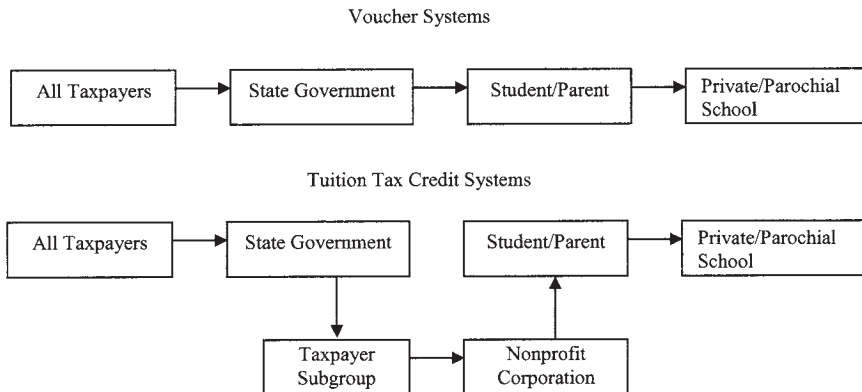 Voucher Systems
All Taxpayers
State Government
Student/Parent
Private/Parochial
School
Tuition Tax Credit Systems
All Taxpayers
State Government
Student/Parent
Private/Parochial
School
Taxpayer
Subgroup
Nonprofit
Corporation